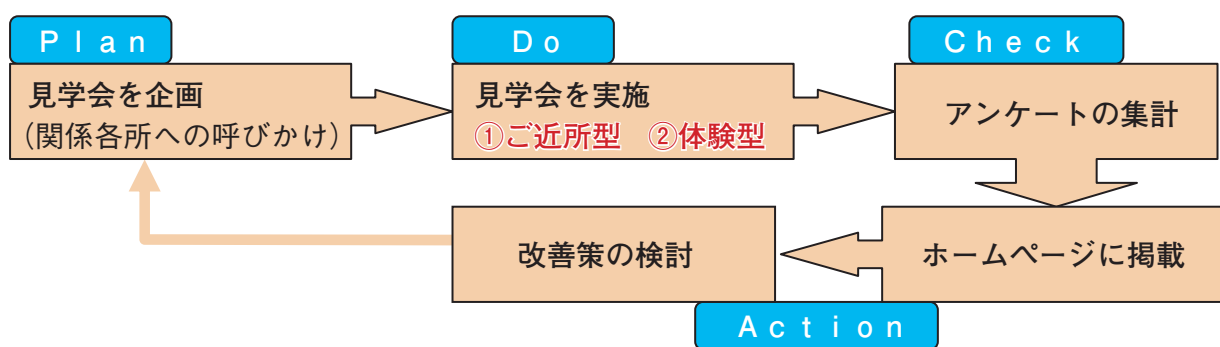 Plan
見学会を企画
(関係各所への呼びかけ)
Do
見学会を実施
①ご近所型 ②体験型
Check
アンケートの集計
ホームページに掲載
改善策の検討
Action